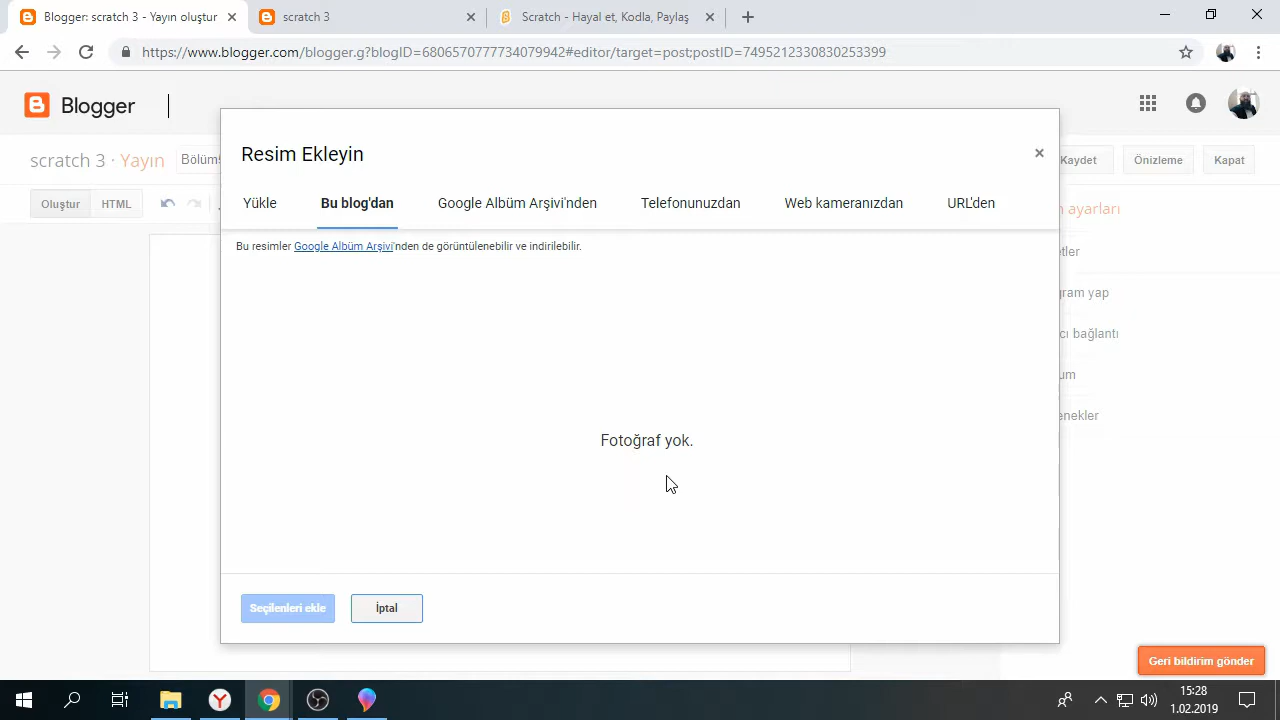 Blogger: scratch 3 - Yayın oluştur
scratch 3
Scratch - Hayal et, Kodla, Paylaş
https://www.blogger.com/blogger.g?blogID=6806570777734079942#editor/target=post;postID=7495212330830253399
Blogger
scratch 3 · Yayın
Kaydet
Önizleme
Kapat
Oluştur
HTML
Resim Ekleyin
Yükle
Bu blog'dan
Google Albüm Arşivi'nden
Telefonunuzdan
Web kameranızdan
URL'den
Bu resimler Google Albüm Arşivi'nden de görüntülenebilir ve indirilebilir.
ayarları
yap
bağlantı
Fotoğraf yok.
Seçilenleri ekle
İptal
Geri bildirim gönder
15:28
1.02.2019